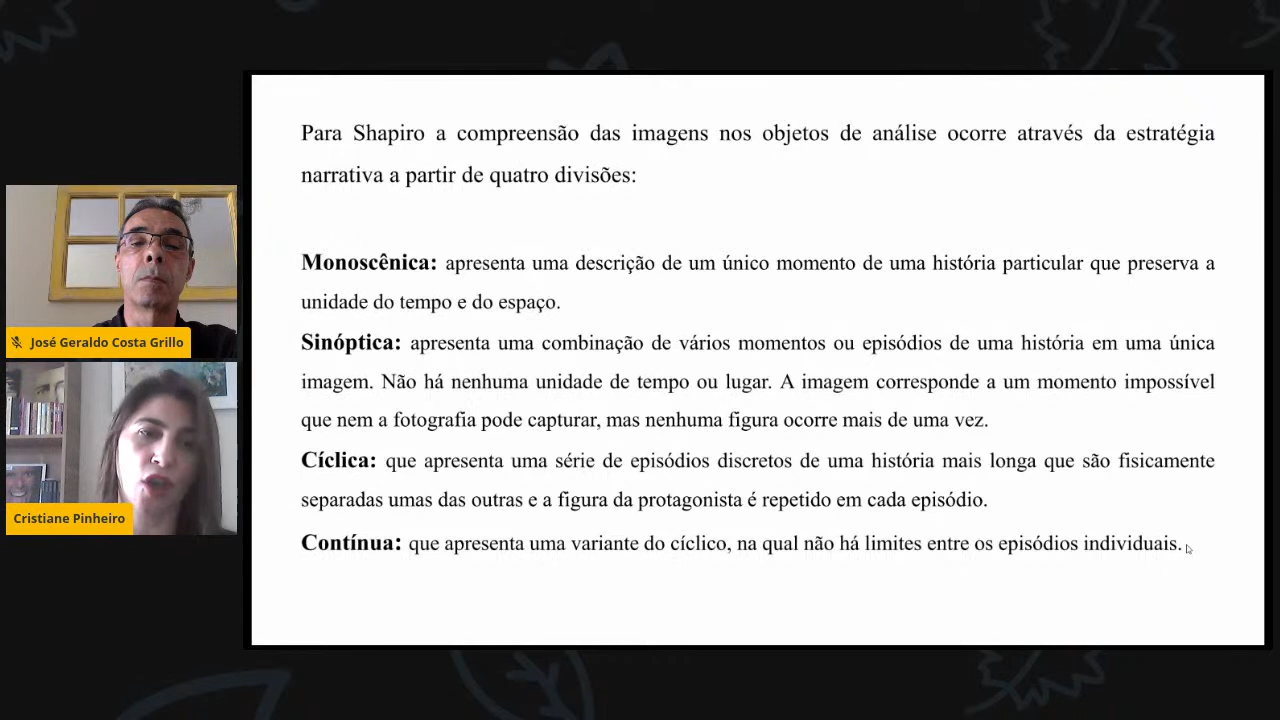 Para Shapiro a compreensão das imagens nos objetos de análise ocorre através da estratégia
narrativa a partir de quatro divisões:
Monoscênica: apresenta uma descrição de um único momento de uma história particular que preserva a
unidade do tempo e do espaço.
Sinóptica: apresenta uma combinação de vários momentos ou episódios de uma história em uma única
imagem. Não há nenhuma unidade de tempo ou lugar. A imagem corresponde a um momento impossível
que nem a fotografia pode capturar, mas nenhuma figura ocorre mais de uma vez.
Cíclica: que apresenta uma série de episódios discretos de uma história mais longa que são fisicamente
separadas umas das outras e a figura da protagonista é repetido em cada episódio.
Contínua: que apresenta uma variante do cíclico, na qual não há limites entre os episódios individuais.
José Geraldo Costa Grillo
Cristiane Pinheiro